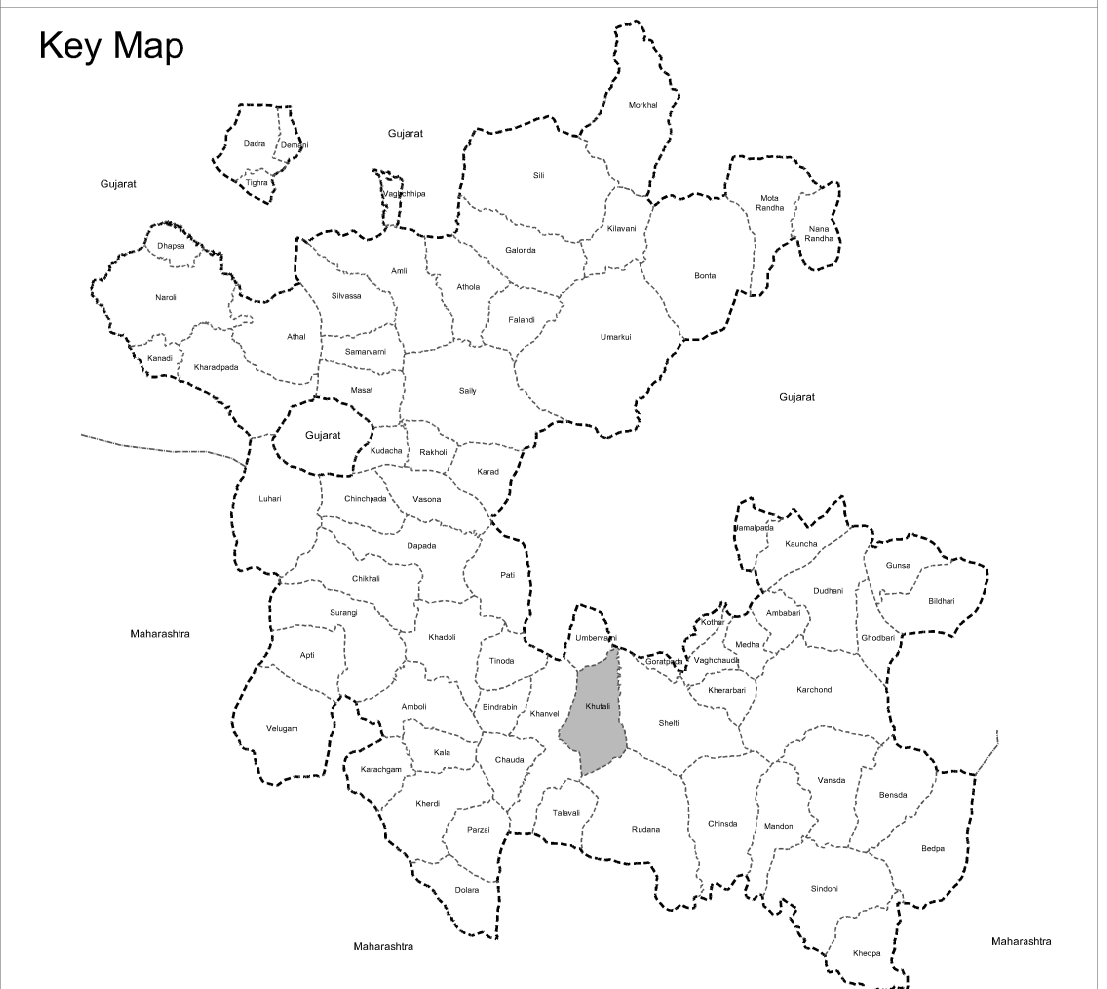 Key Map
Morkhal
Gujarat
Dadra
Demni
Sili
Tighra
Gujarat
Vaghchhipa
Mota
Randha
Kilavani
Nana
Randha
Dhapsa
Galorda
Amli
Bonta
Athola
Silvassa
Naroli
Falandi
Athal
Umarkui
Samarvarni
Kanadi
Kharadpada
Masat
Saily
Gujarat
Gujarat
Kudacha
Rakholi
Karad
Luhari
Chinchpada
Vasona
Jamalpada
Kauncha
Dapada
Gunsa
Pati
Chikhali
Dudhani
Bildhari
Surangi
Ambabari
Kothar
Maharashtra
Khadoli
Umbervarni
Ghodbari
Medha
Apti
Tinoda
Goratpada
Vaghchauda
Kherarbari
Karchond
Amboli
Eindrabin
Khanvel
Khutali
Shelti
Velugam
Kala
Chauda
Karachgam
Vansda
Bensda
Kherdi
Talavali
Parzai
Rudana
Chinsda
Mandon
Bedpa
Dolara
Sindoni
Maharashtra
Maharashtra
Khedpa